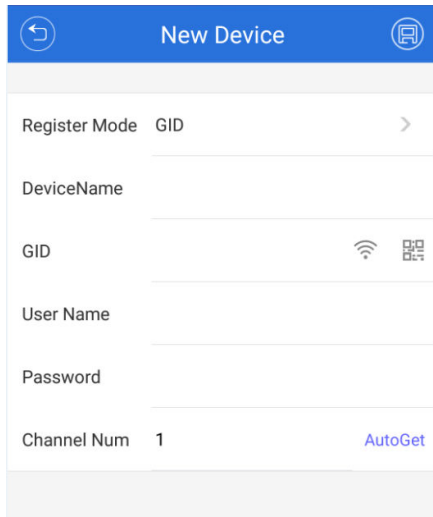 New Device
Register Mode GID
DeviceName
GID
User Name
Password
Channel Num 1 AutoGet